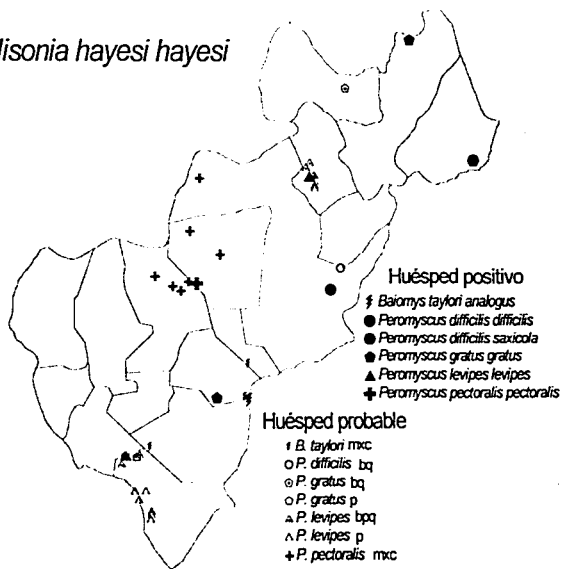 lisonia hayesi hayesi
Huésped positivo
Baiomys taylori analogus
Peromyscus difficilis difficilis
Peromyscus difficilis saxicola
Peromyscus gratus gratus
Peromyscus levipes levipes
Peromyscus pectoralis pectoralis
Huésped probable
B. taylori mxc
P. difficilis bq
P. gratus bq
P. gratus p
P. levipes bpq
P. levipes p
P. pectoralis mxc